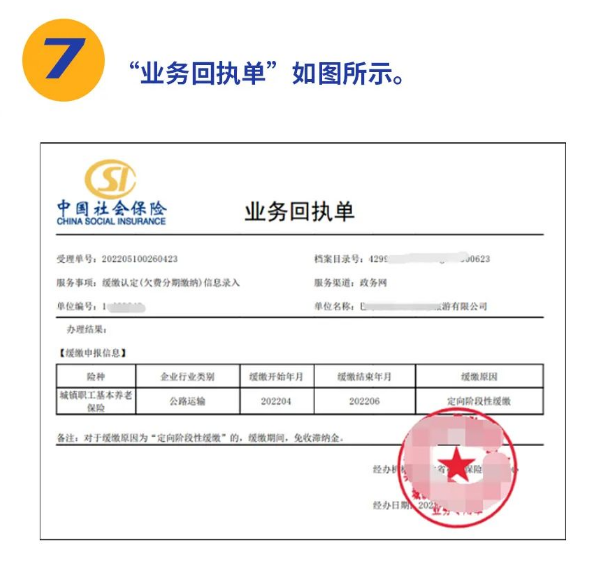 7
“业务回执单”如图所示。
中国社会保险
CHINA SOCIAL INSURANCE
业务回执单
受理单号：202205100260423 档案目录号：429 000623
服务事项：缓缴认定(欠费分期缴纳)信息录入 服务渠道：政务网
单位编号：1 单位名称： 游有限公司
办理结果：
【缓缴申报信息】
险种 企业行业类别 缓缴开始年月 缓缴结束年月 缓缴原因
城镇职工基本养老保险 公路运输 202204 202206 定向阶段性缓缴
备注：对于缓缴原因为“定向阶段性缓缴”的，缓缴期间，免收滞纳金。
经办机 省 保险 心
经办日期：202